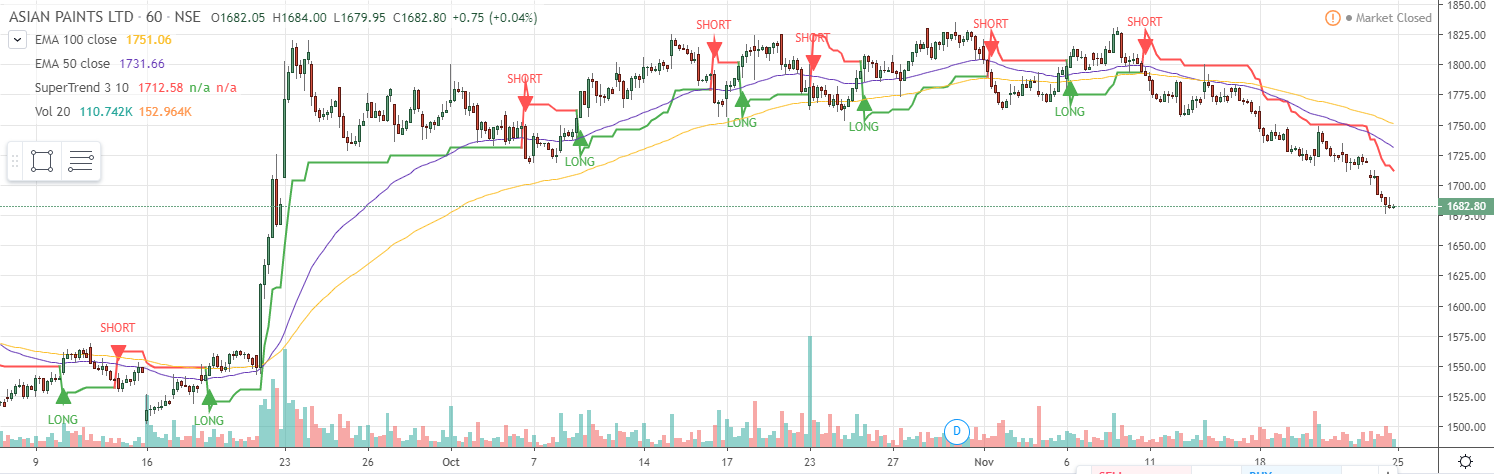 ASIAN PAINTS LTD · 60 · NSE O1682.05 H1684.00 L1679.95 C1682.80 +0.75 (+0.04%)
Market Closed
EMA 100 close 1751.06
EMA 50 close 1731.66
SuperTrend 3 10 1712.58 n/a n/a
Vol 20 110.742K 152.964K
SHORT
SHORT
SHORT
SHORT
SHORT
SHORT
LONG
LONG
LONG
LONG
SHORT
LONG
LONG
1850.00
1825.00
1800.00
1775.00
1750.00
1725.00
1700.00
1682.80
1675.00
1650.00
1625.00
1600.00
1575.00
1550.00
1525.00
1500.00
D
9 16 23 26 Oct 7 14 17 23 27 Nov 6 11 18 25